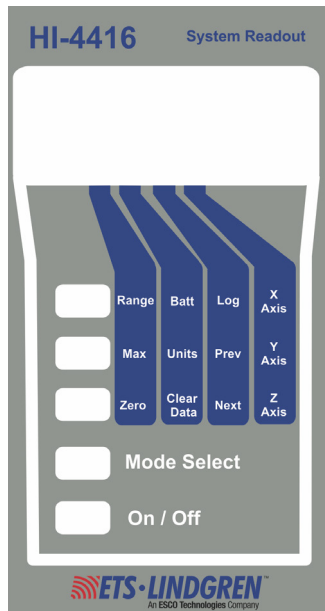 HI-4416 System Readout
Range Batt Log X Axis
Max Units Prev Y Axis
Zero Clear Data Next Z Axis
Mode Select
On / Off
ETS·LINDGREN™
An ESCO Technologies Company